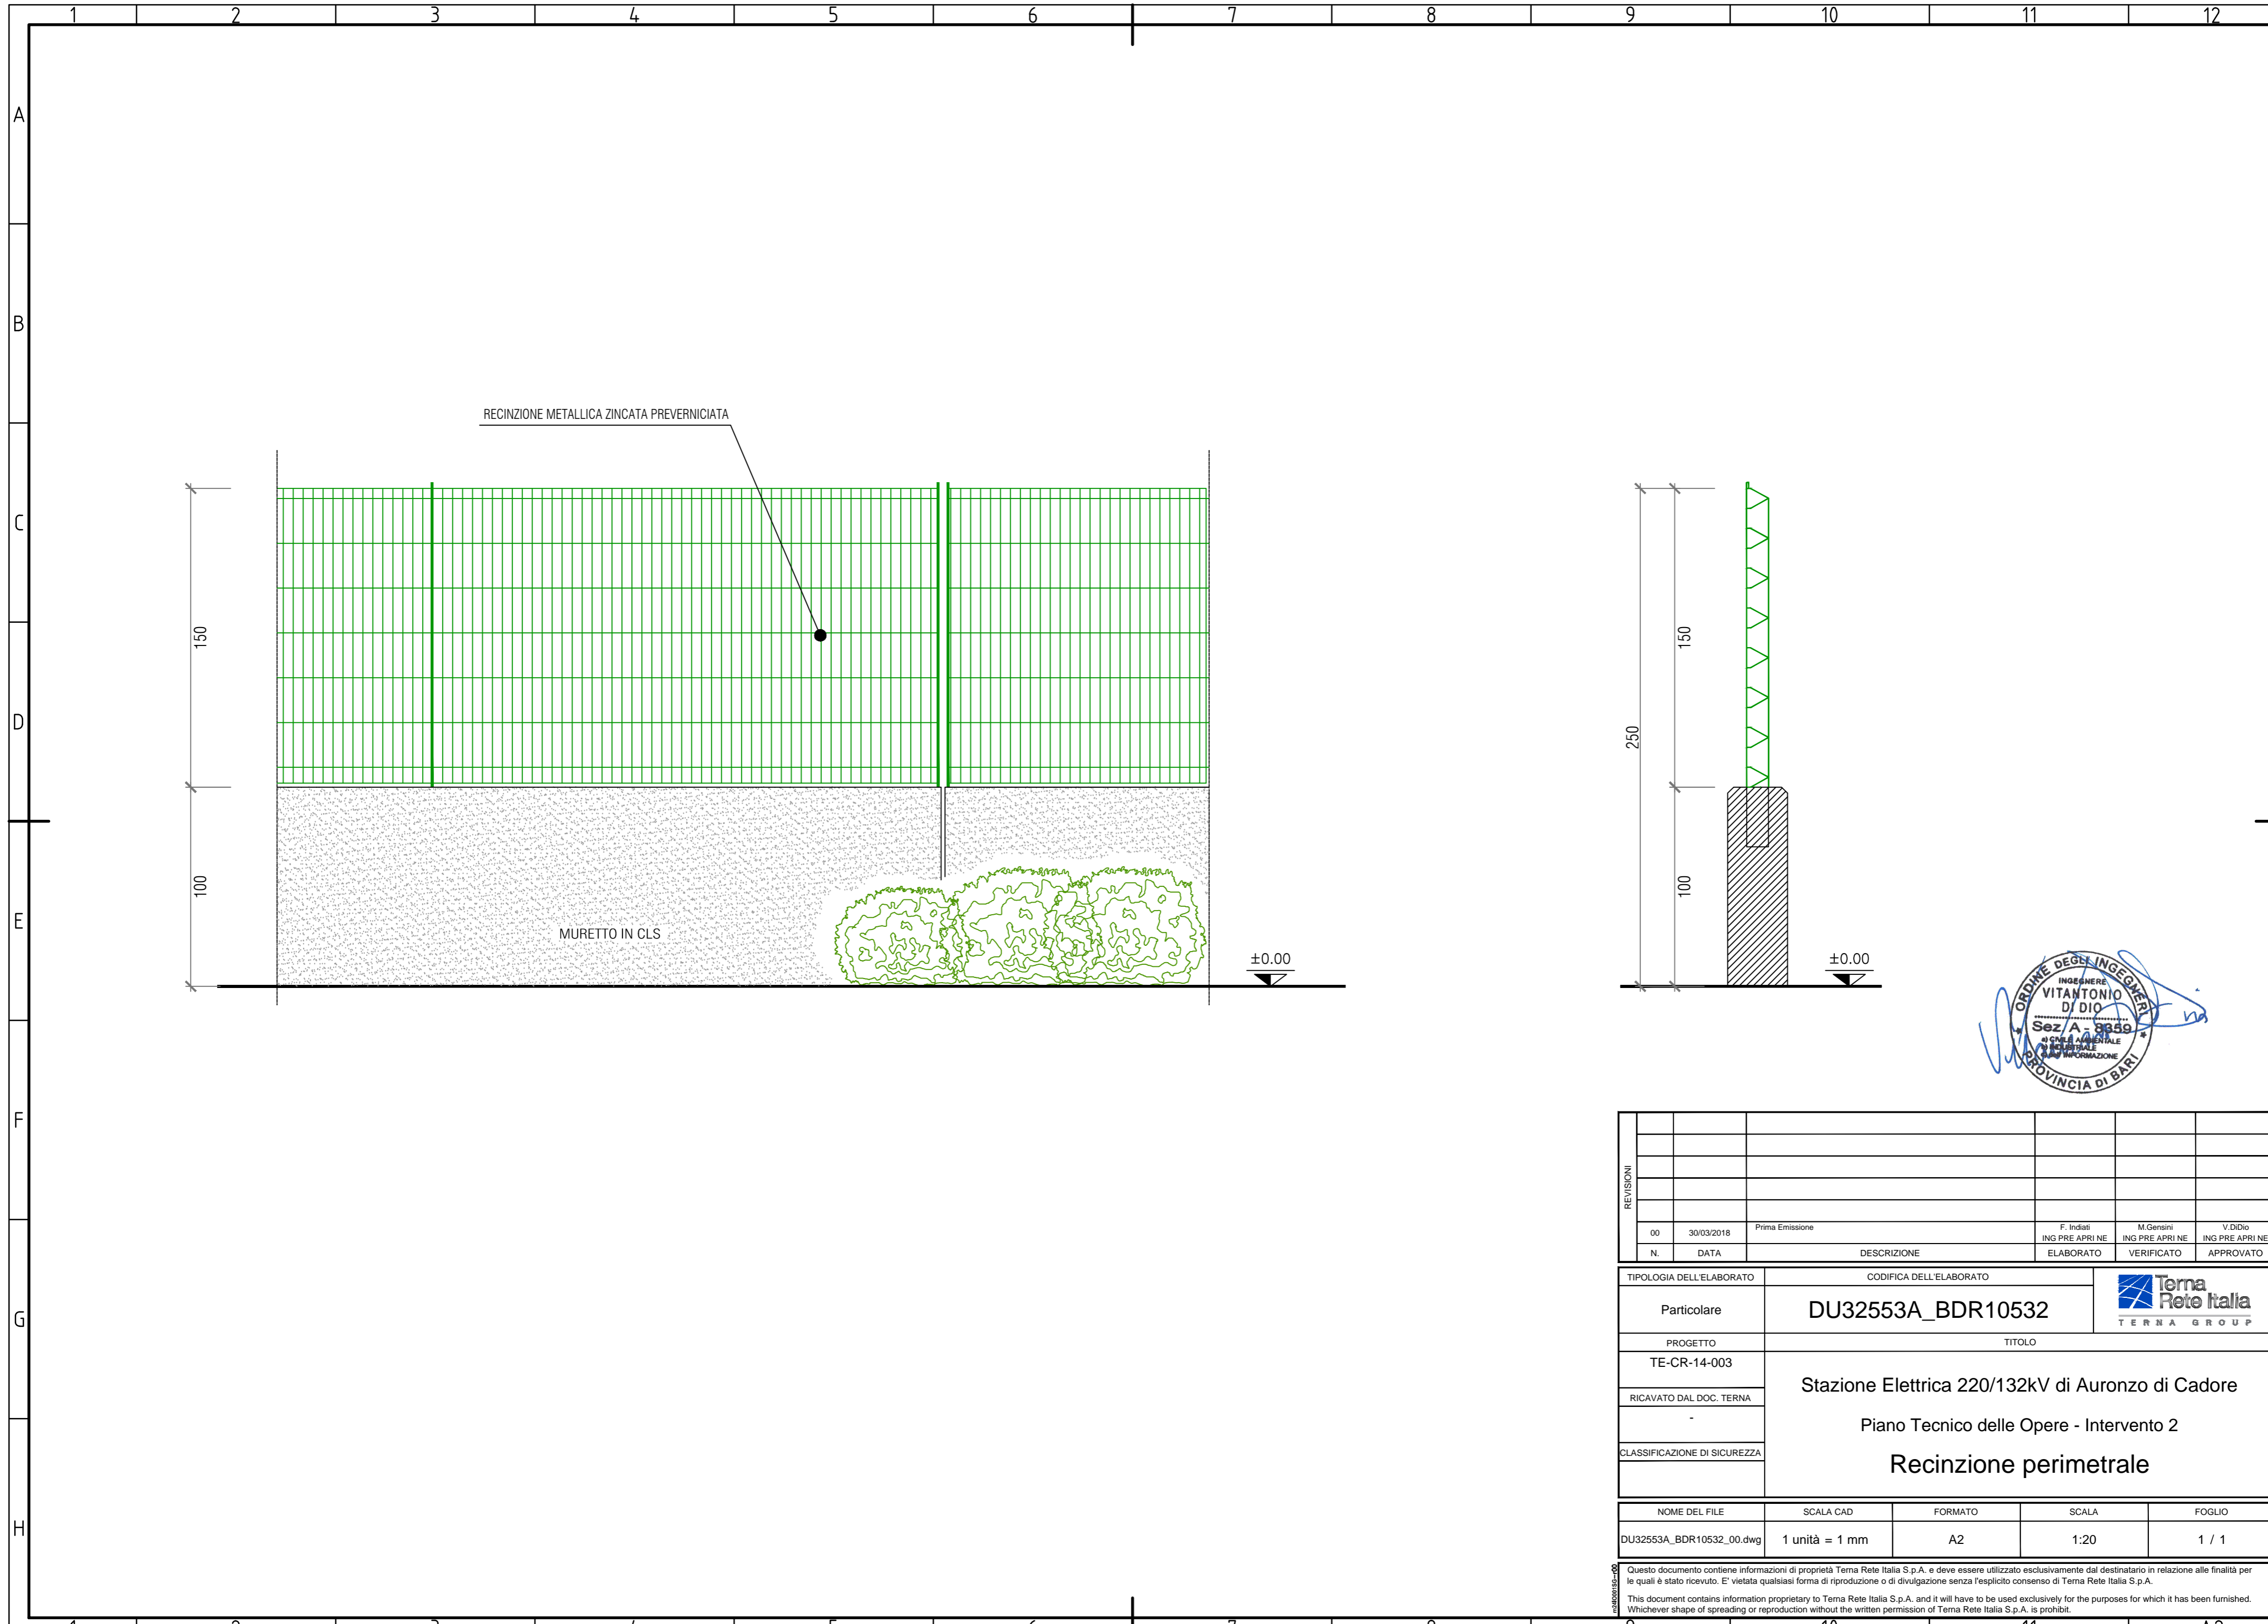 1 2 3 4 5 6 7 8 9 10 11 12
A
B
C
D
E
F
G
H
RECINZIONE METALLICA ZINCATA PREVERNICIATA
150
100
MURETTO IN CLS
±0.00
250
150
100
±0.00
ORDINE DEGLI INGEGNERI
INGEGNERE
VITANTONIO
DI DIO
Sez. A - 8359
a) CIVILE AMBIENTALE
b) INDUSTRIALE
INFORMAZIONE
PROVINCIA DI BARI
REVISIONI
00 30/03/2018 Prima Emissione F. Indiati M.Gensini V.DiDio
ING PRE APRI NE ING PRE APRI NE ING PRE APRI NE
N. DATA DESCRIZIONE ELABORATO VERIFICATO APPROVATO
TIPOLOGIA DELL'ELABORATO CODIFICA DELL'ELABORATO
Particolare DU32553A_BDR10532
Terna
Rete Italia
TERNA GROUP
PROGETTO TITOLO
TE-CR-14-003
RICAVATO DAL DOC. TERNA
-
CLASSIFICAZIONE DI SICUREZZA
Stazione Elettrica 220/132kV di Auronzo di Cadore
Piano Tecnico delle Opere - Intervento 2
Recinzione perimetrale
NOME DEL FILE SCALA CAD FORMATO SCALA FOGLIO
DU32553A_BDR10532_00.dwg 1 unità = 1 mm A2 1:20 1 / 1
Questo documento contiene informazioni di proprietà Terna Rete Italia S.p.A. e deve essere utilizzato esclusivamente dal destinatario in relazione alle finalità per
le quali è stato ricevuto. E' vietata qualsiasi forma di riproduzione o di divulgazione senza l'esplicito consenso di Terna Rete Italia S.p.A.
This document contains information proprietary to Terna Rete Italia S.p.A. and it will have to be used exclusively for the purposes for which it has been furnished.
Whichever shape of spreading or reproduction without the written permission of Terna Rete Italia S.p.A. is prohibit.